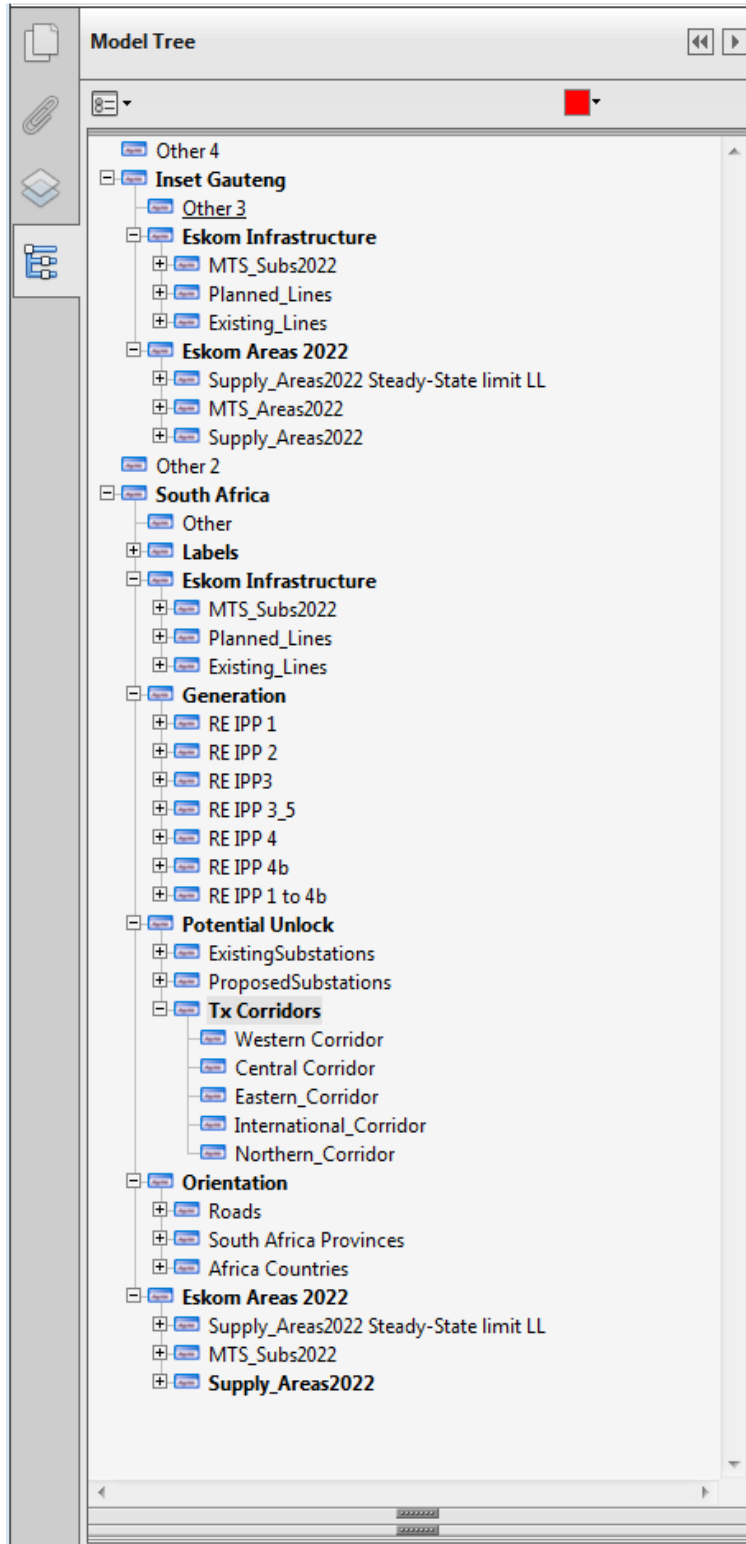 Model Tree
Other 4
Inset Gauteng
Other 3
Eskom Infrastructure
MTS_Subs2022
Planned_Lines
Existing_Lines
Eskom Areas 2022
Supply_Areas2022 Steady-State limit LL
MTS_Areas2022
Supply_Areas2022
Other 2
South Africa
Other
Labels
Eskom Infrastructure
MTS_Subs2022
Planned_Lines
Existing_Lines
Generation
RE IPP 1
RE IPP 2
RE IPP3
RE IPP 3_5
RE IPP 4
RE IPP 4b
RE IPP 1 to 4b
Potential Unlock
ExistingSubstations
ProposedSubstations
Tx Corridors
Western Corridor
Central Corridor
Eastern_Corridor
International_Corridor
Northern_Corridor
Orientation
Roads
South Africa Provinces
Africa Countries
Eskom Areas 2022
Supply_Areas2022 Steady-State limit LL
MTS_Subs2022
Supply_Areas2022